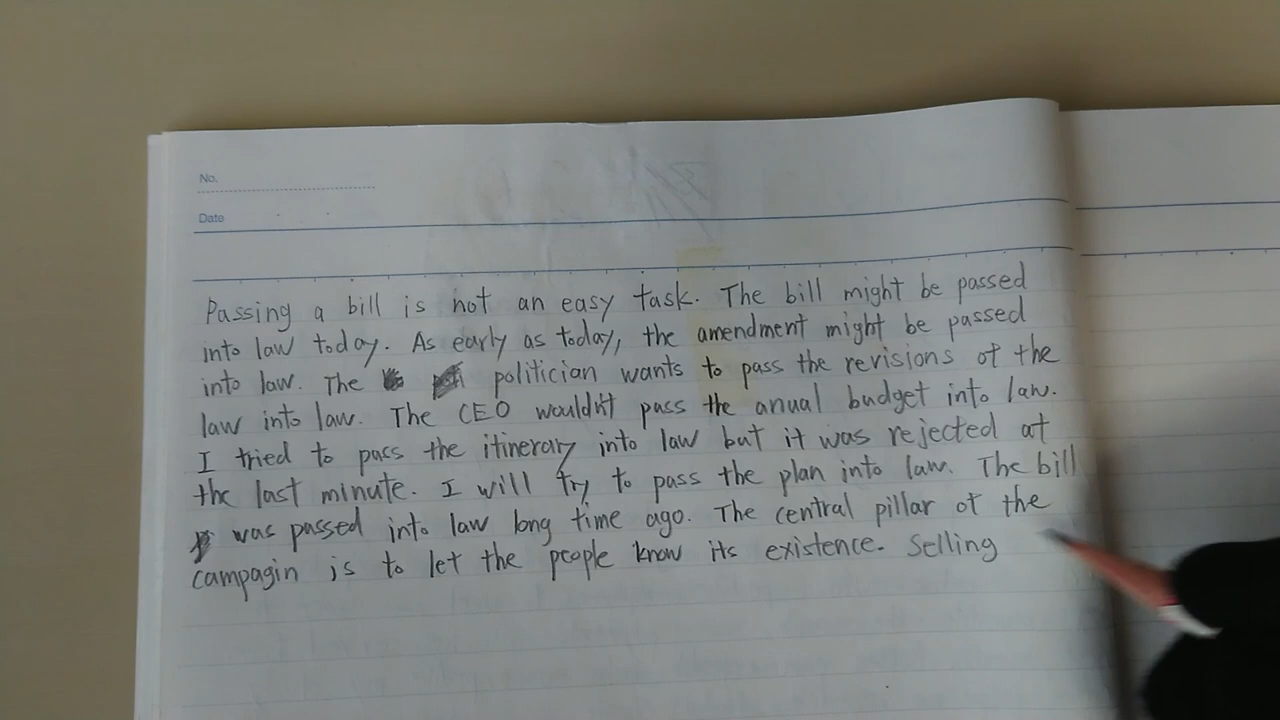 No.
Date
Passing a bill is not an easy task. The bill might be passed
into law today. As early as today, the amendment might be passed
into law. The politician wants to pass the revisions of the
law into law. The CEO wouldn't pass the anual budget into law.
I tried to pass the itinerary into law but it was rejected at
the last minute. I will try to pass the plan into law. The bill
was passed into law long time ago. The central pillar of the
campagin is to let the people know its existence. Selling